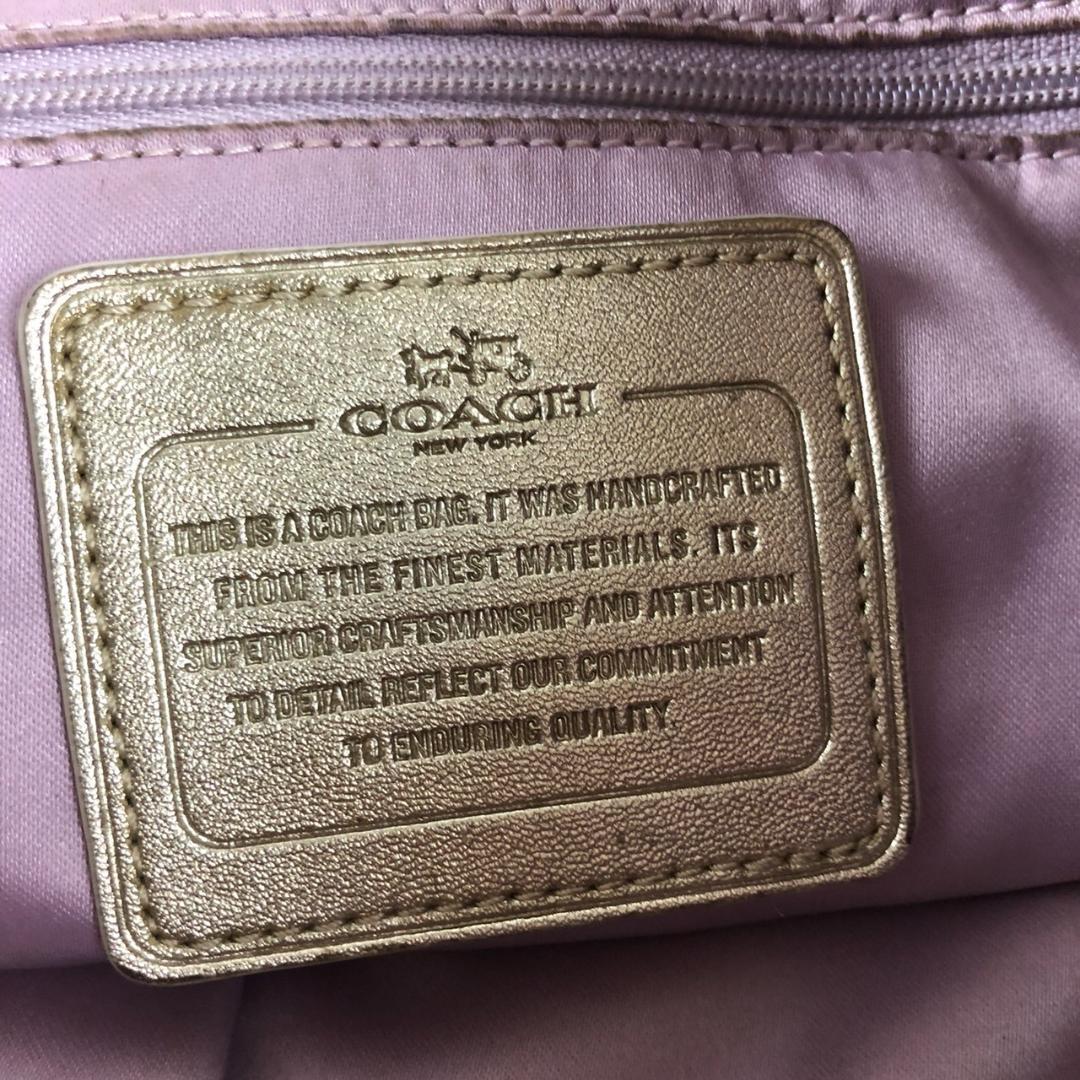 COACH
NEW YORK
THIS IS A COACH BAG. IT WAS HANDCRAFTED
FROM THE FINEST MATERIALS. ITS
SUPERIOR CRAFTSMANSHIP AND ATTENTION
TO DETAIL REFLECT OUR COMMITMENT
TO ENDURING QUALITY.